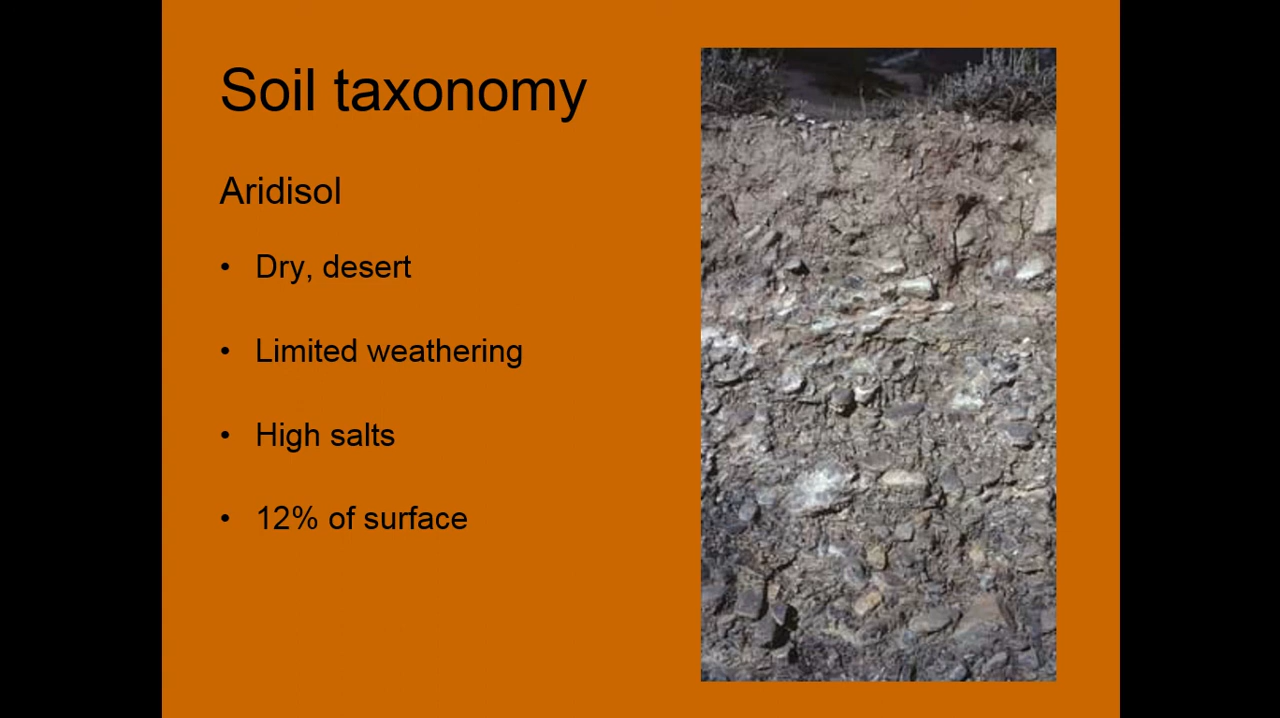 Soil taxonomy
Aridisol
• Dry, desert
• Limited weathering
• High salts
• 12% of surface